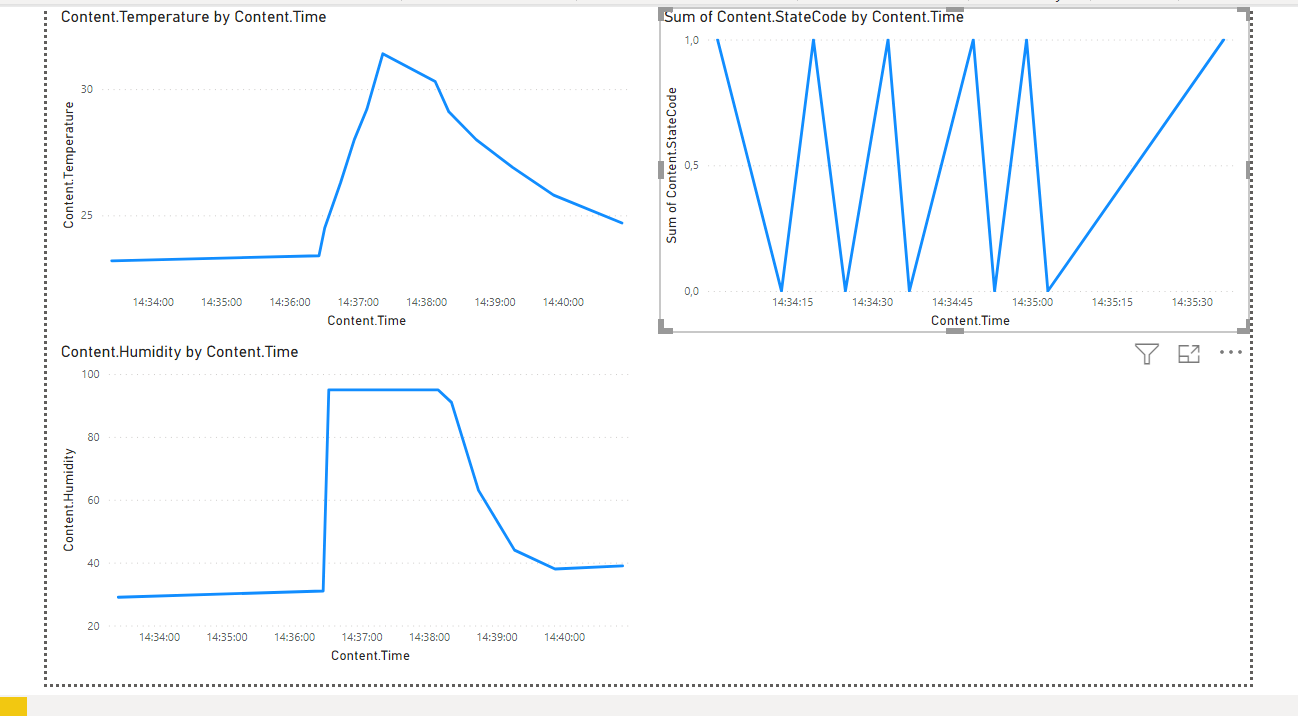 Content.Temperature by Content.Time
Content.Temperature
30
25
14:34:00 14:35:00 14:36:00 14:37:00 14:38:00 14:39:00 14:40:00
Content.Time
Sum of Content.StateCode by Content.Time
Sum of Content.StateCode
1,0
0,5
0,0
14:34:15 14:34:30 14:34:45 14:35:00 14:35:15 14:35:30
Content.Time
Content.Humidity by Content.Time
Content.Humidity
100
80
60
40
20
14:34:00 14:35:00 14:36:00 14:37:00 14:38:00 14:39:00 14:40:00
Content.Time